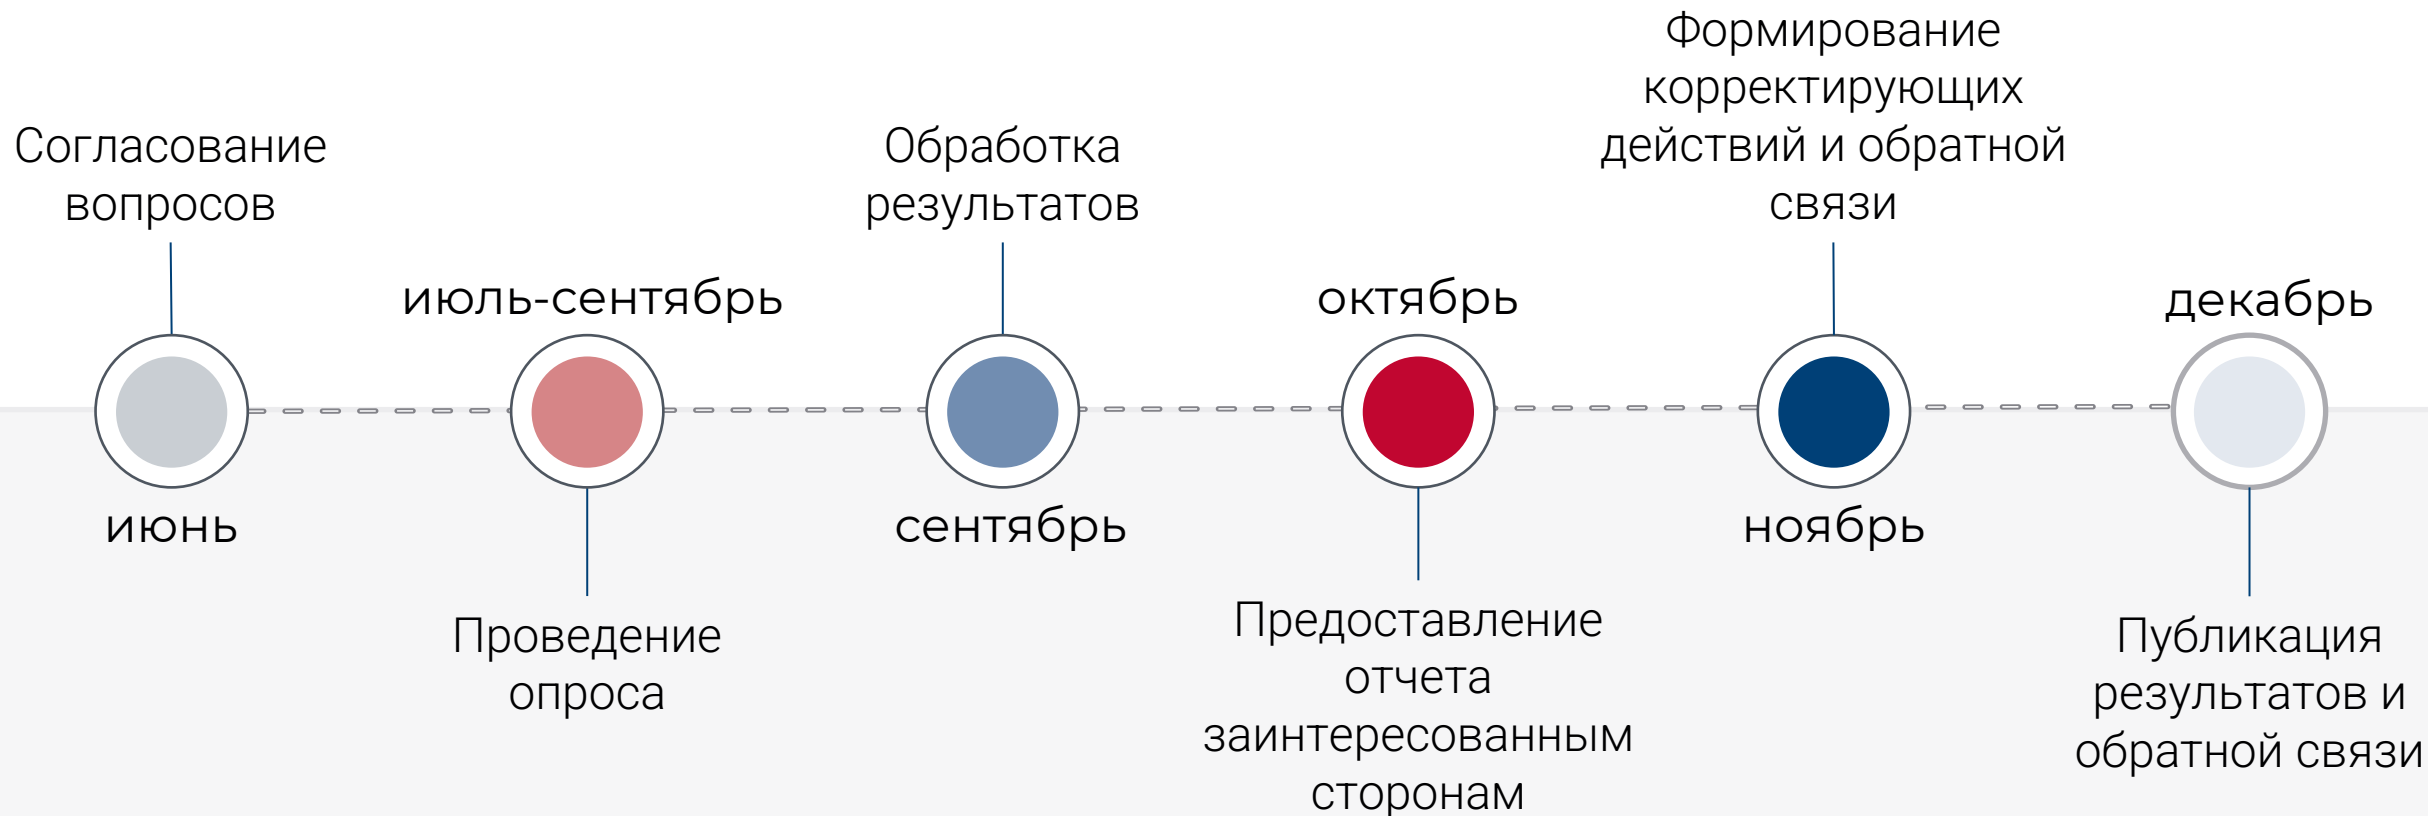 Согласование
вопросов
июнь
июль-сентябрь
Проведение
опроса
Обработка
результатов
сентябрь
октябрь
Предоставление
отчета
заинтересованным
сторонам
Формирование
корректирующих
действий и обратной
связи
ноябрь
декабрь
Публикация
результатов и
обратной связи